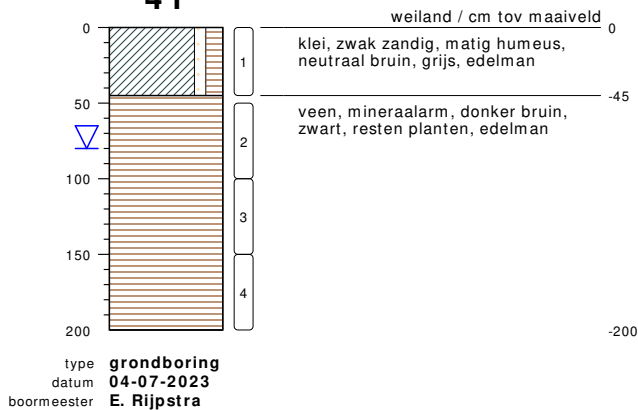 weiland / cm tov maaiveld
0
0
klei, zwak zandig, matig humeus,
neutraal bruin, grijs, edelman
1
-45
50
veen, mineraalarm, donker bruin,
zwart, resten planten, edelman
2
100
3
150
4
200
-200
type grondboring
datum 04-07-2023
boormeester E. Rijpstra